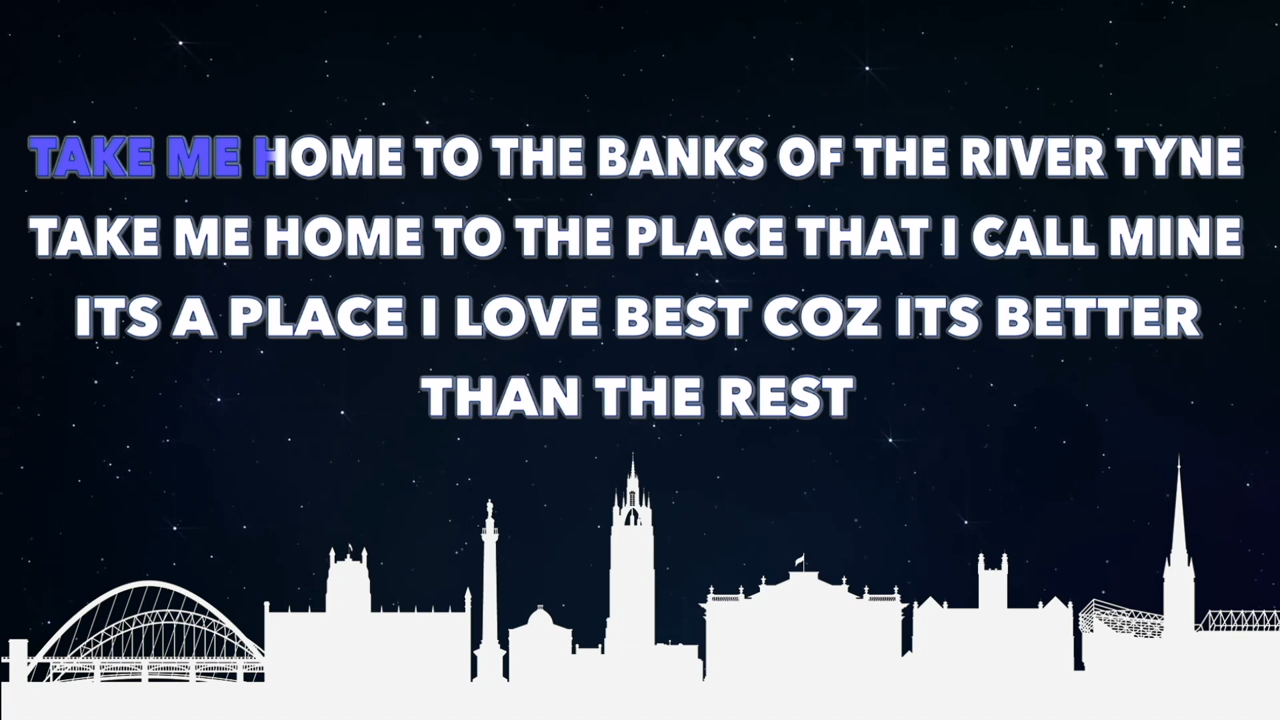 TAKE ME HOME TO THE BANKS OF THE RIVER TYNE
TAKE ME HOME TO THE PLACE THAT I CALL MINE
ITS A PLACE I LOVE BEST COZ ITS BETTER
THAN THE REST